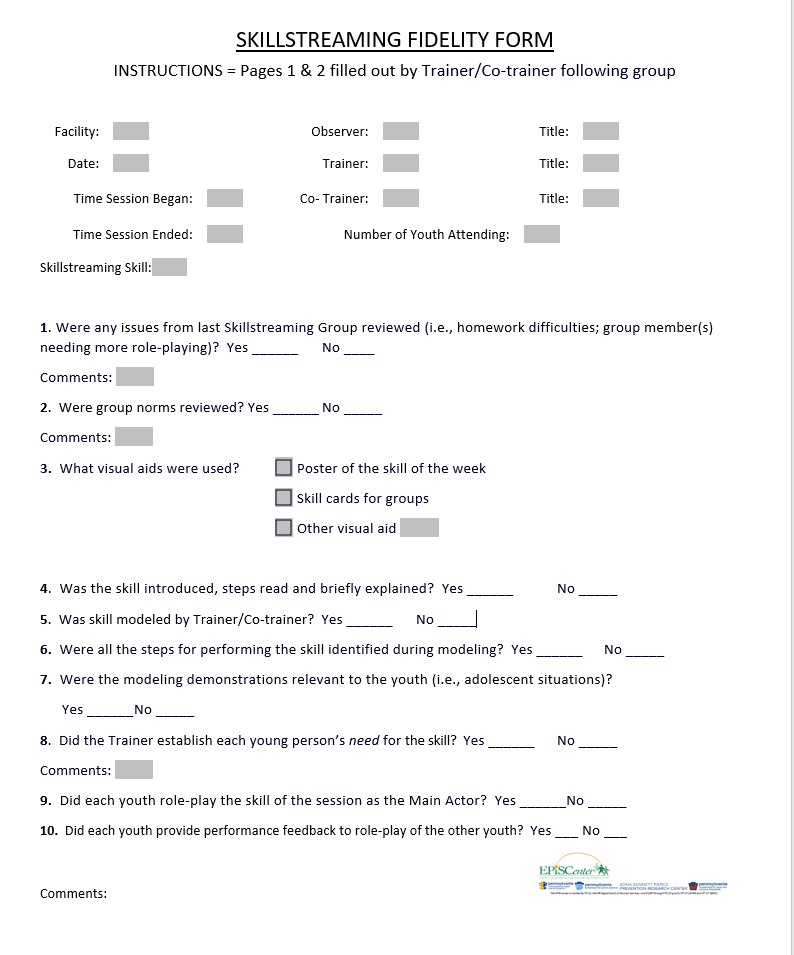 SKILLSTREAMING FIDELITY FORM
INSTRUCTIONS = Pages 1 & 2 filled out by Trainer/Co-trainer following group
Facility: Observer: Title:
Date: Trainer: Title:
Time Session Began: Co- Trainer: Title:
Time Session Ended: Number of Youth Attending:
Skillstreaming Skill:
1. Were any issues from last Skillstreaming Group reviewed (i.e., homework difficulties; group member(s)
needing more role-playing)? Yes ______ No ____
Comments:
2. Were group norms reviewed? Yes ______ No _____
Comments:
3. What visual aids were used? Poster of the skill of the week
Skill cards for groups
Other visual aid
4. Was the skill introduced, steps read and briefly explained? Yes ______ No _____
5. Was skill modeled by Trainer/Co-trainer? Yes ______ No _____
6. Were all the steps for performing the skill identified during modeling? Yes ______ No _____
7. Were the modeling demonstrations relevant to the youth (i.e., adolescent situations)?
Yes ______No _____
8. Did the Trainer establish each young person's need for the skill? Yes ______ No _____
Comments:
9. Did each youth role-play the skill of the session as the Main Actor? Yes ______No _____
10. Did each youth provide performance feedback to role-play of the other youth? Yes ___ No ___
EPISCenter
pennsylvania pennsylvania EDNA BENNETT PIERCE PREVENTION RESEARCH CENTER pennsylvania
Comments: